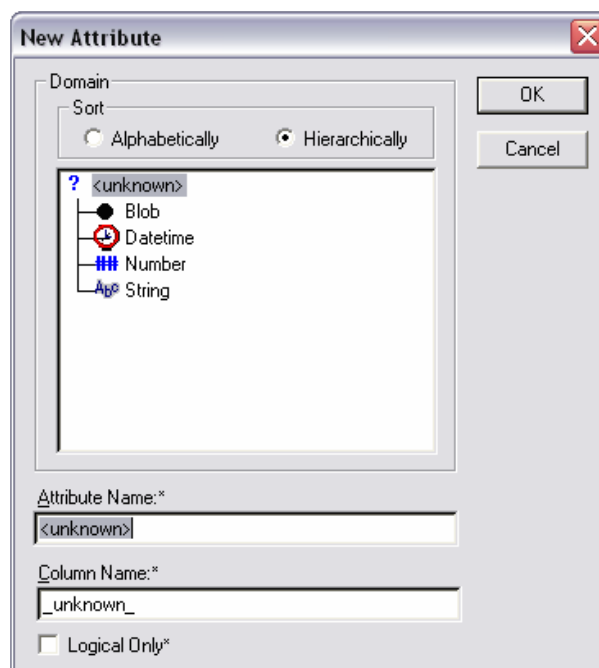 New Attribute
Domain
Sort
Alphabetically
Hierarchically
OK
Cancel
? <unknown>
Blob
Datetime
Number
Abc String
Attribute Name:*
<unknown>
Column Name:*
_unknown_
Logical Only*